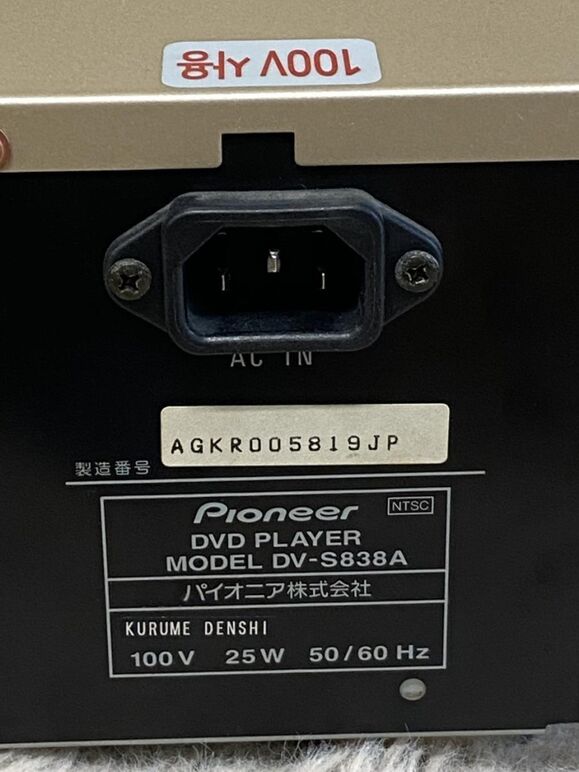 100V 사용
AC IN
AGKR005819JP
製造番号
Pioneer
NTSC
DVD PLAYER
MODEL DV-S838A
パイオニア株式会社
KURUME DENSHI
100V 25W 50/60 Hz